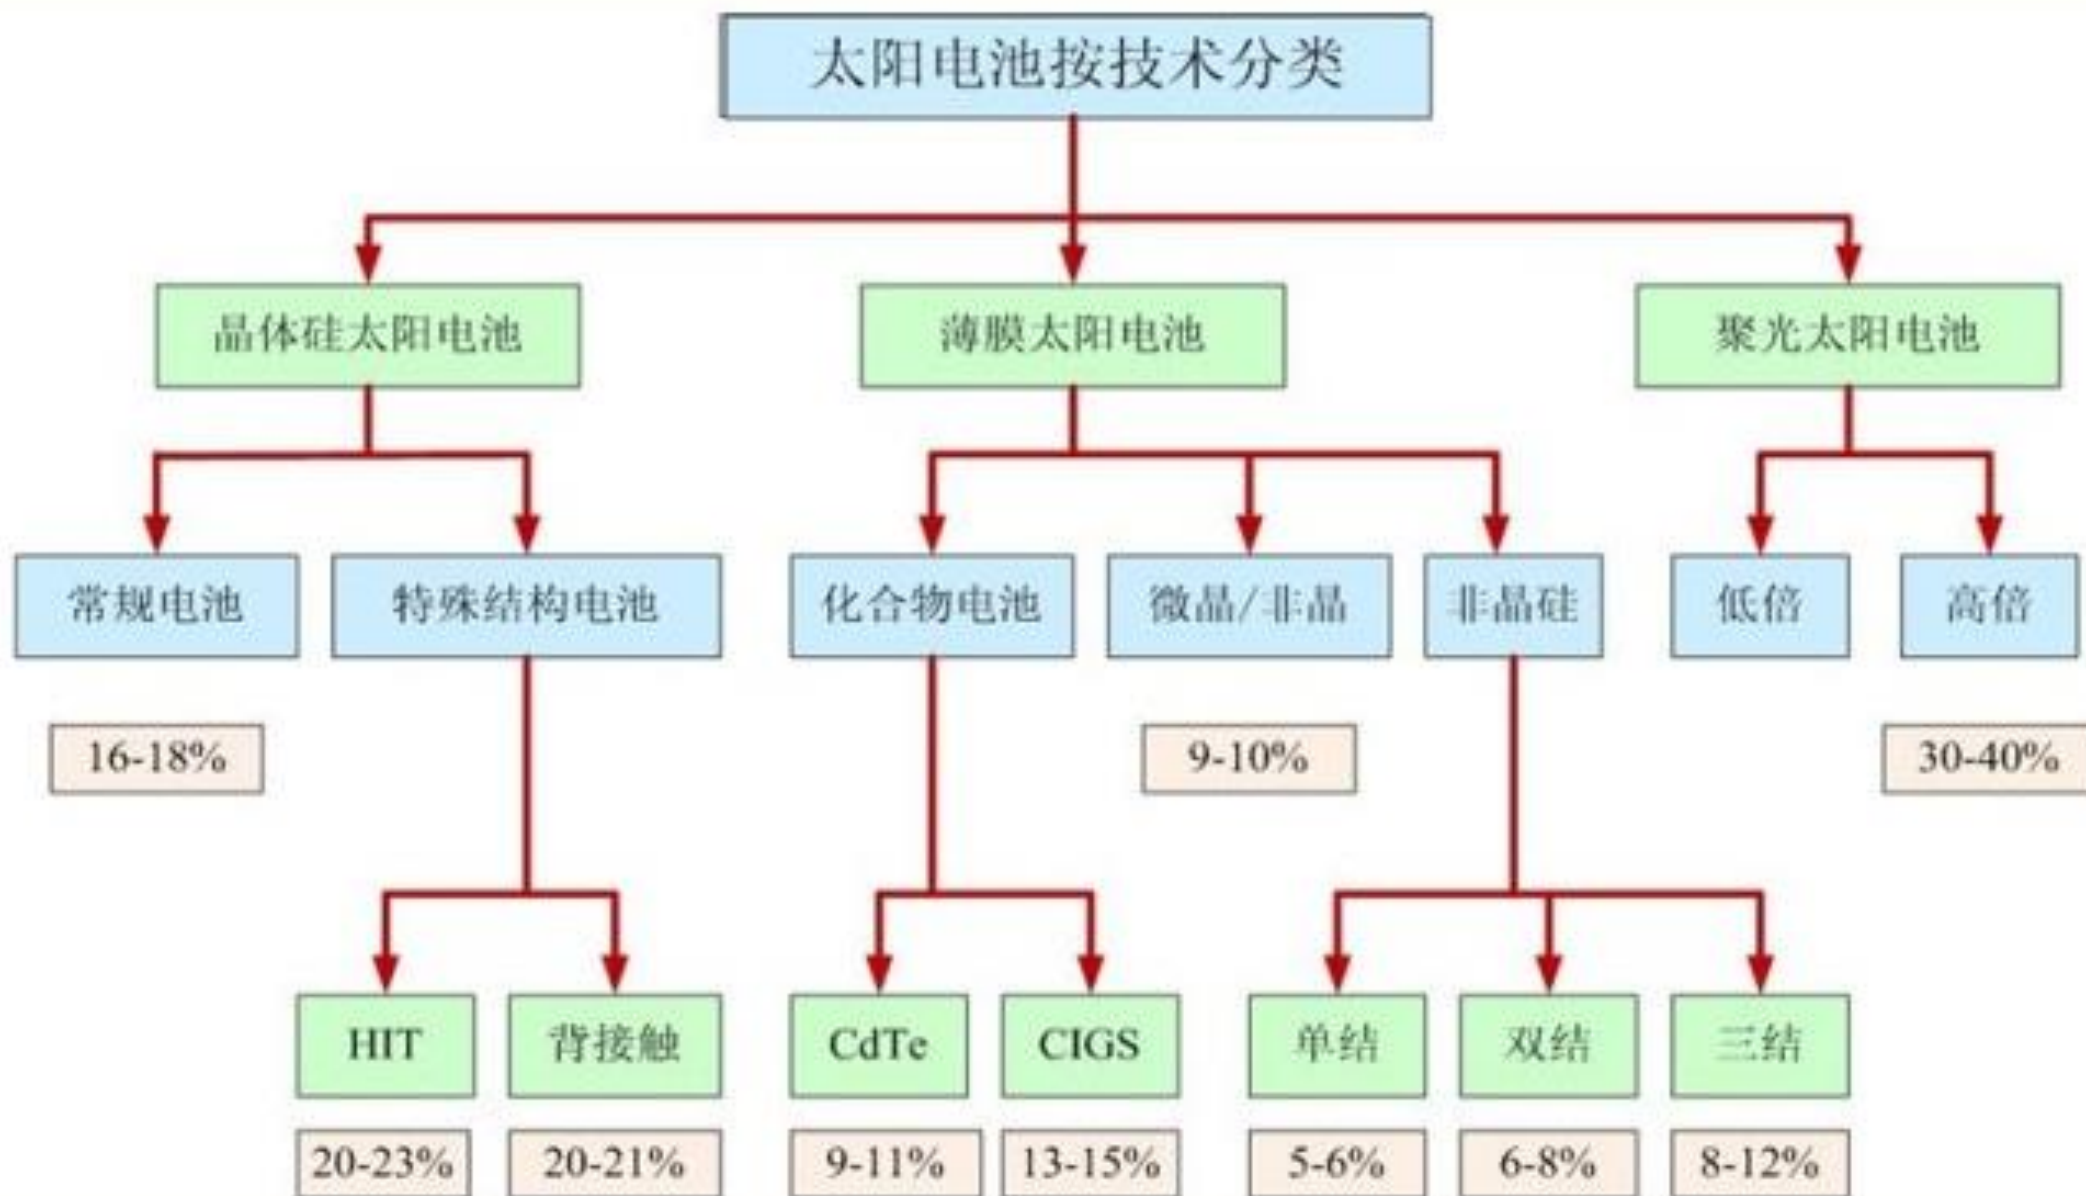 太阳电池按技术分类
晶体硅太阳电池
薄膜太阳电池
聚光太阳电池
常规电池
特殊结构电池
化合物电池
微晶/非晶
非晶硅
低倍
高倍
16-18%
9-10%
30-40%
HIT
背接触
CdTe
CIGS
单结
双结
三结
20-23%
20-21%
9-11%
13-15%
5-6%
6-8%
8-12%